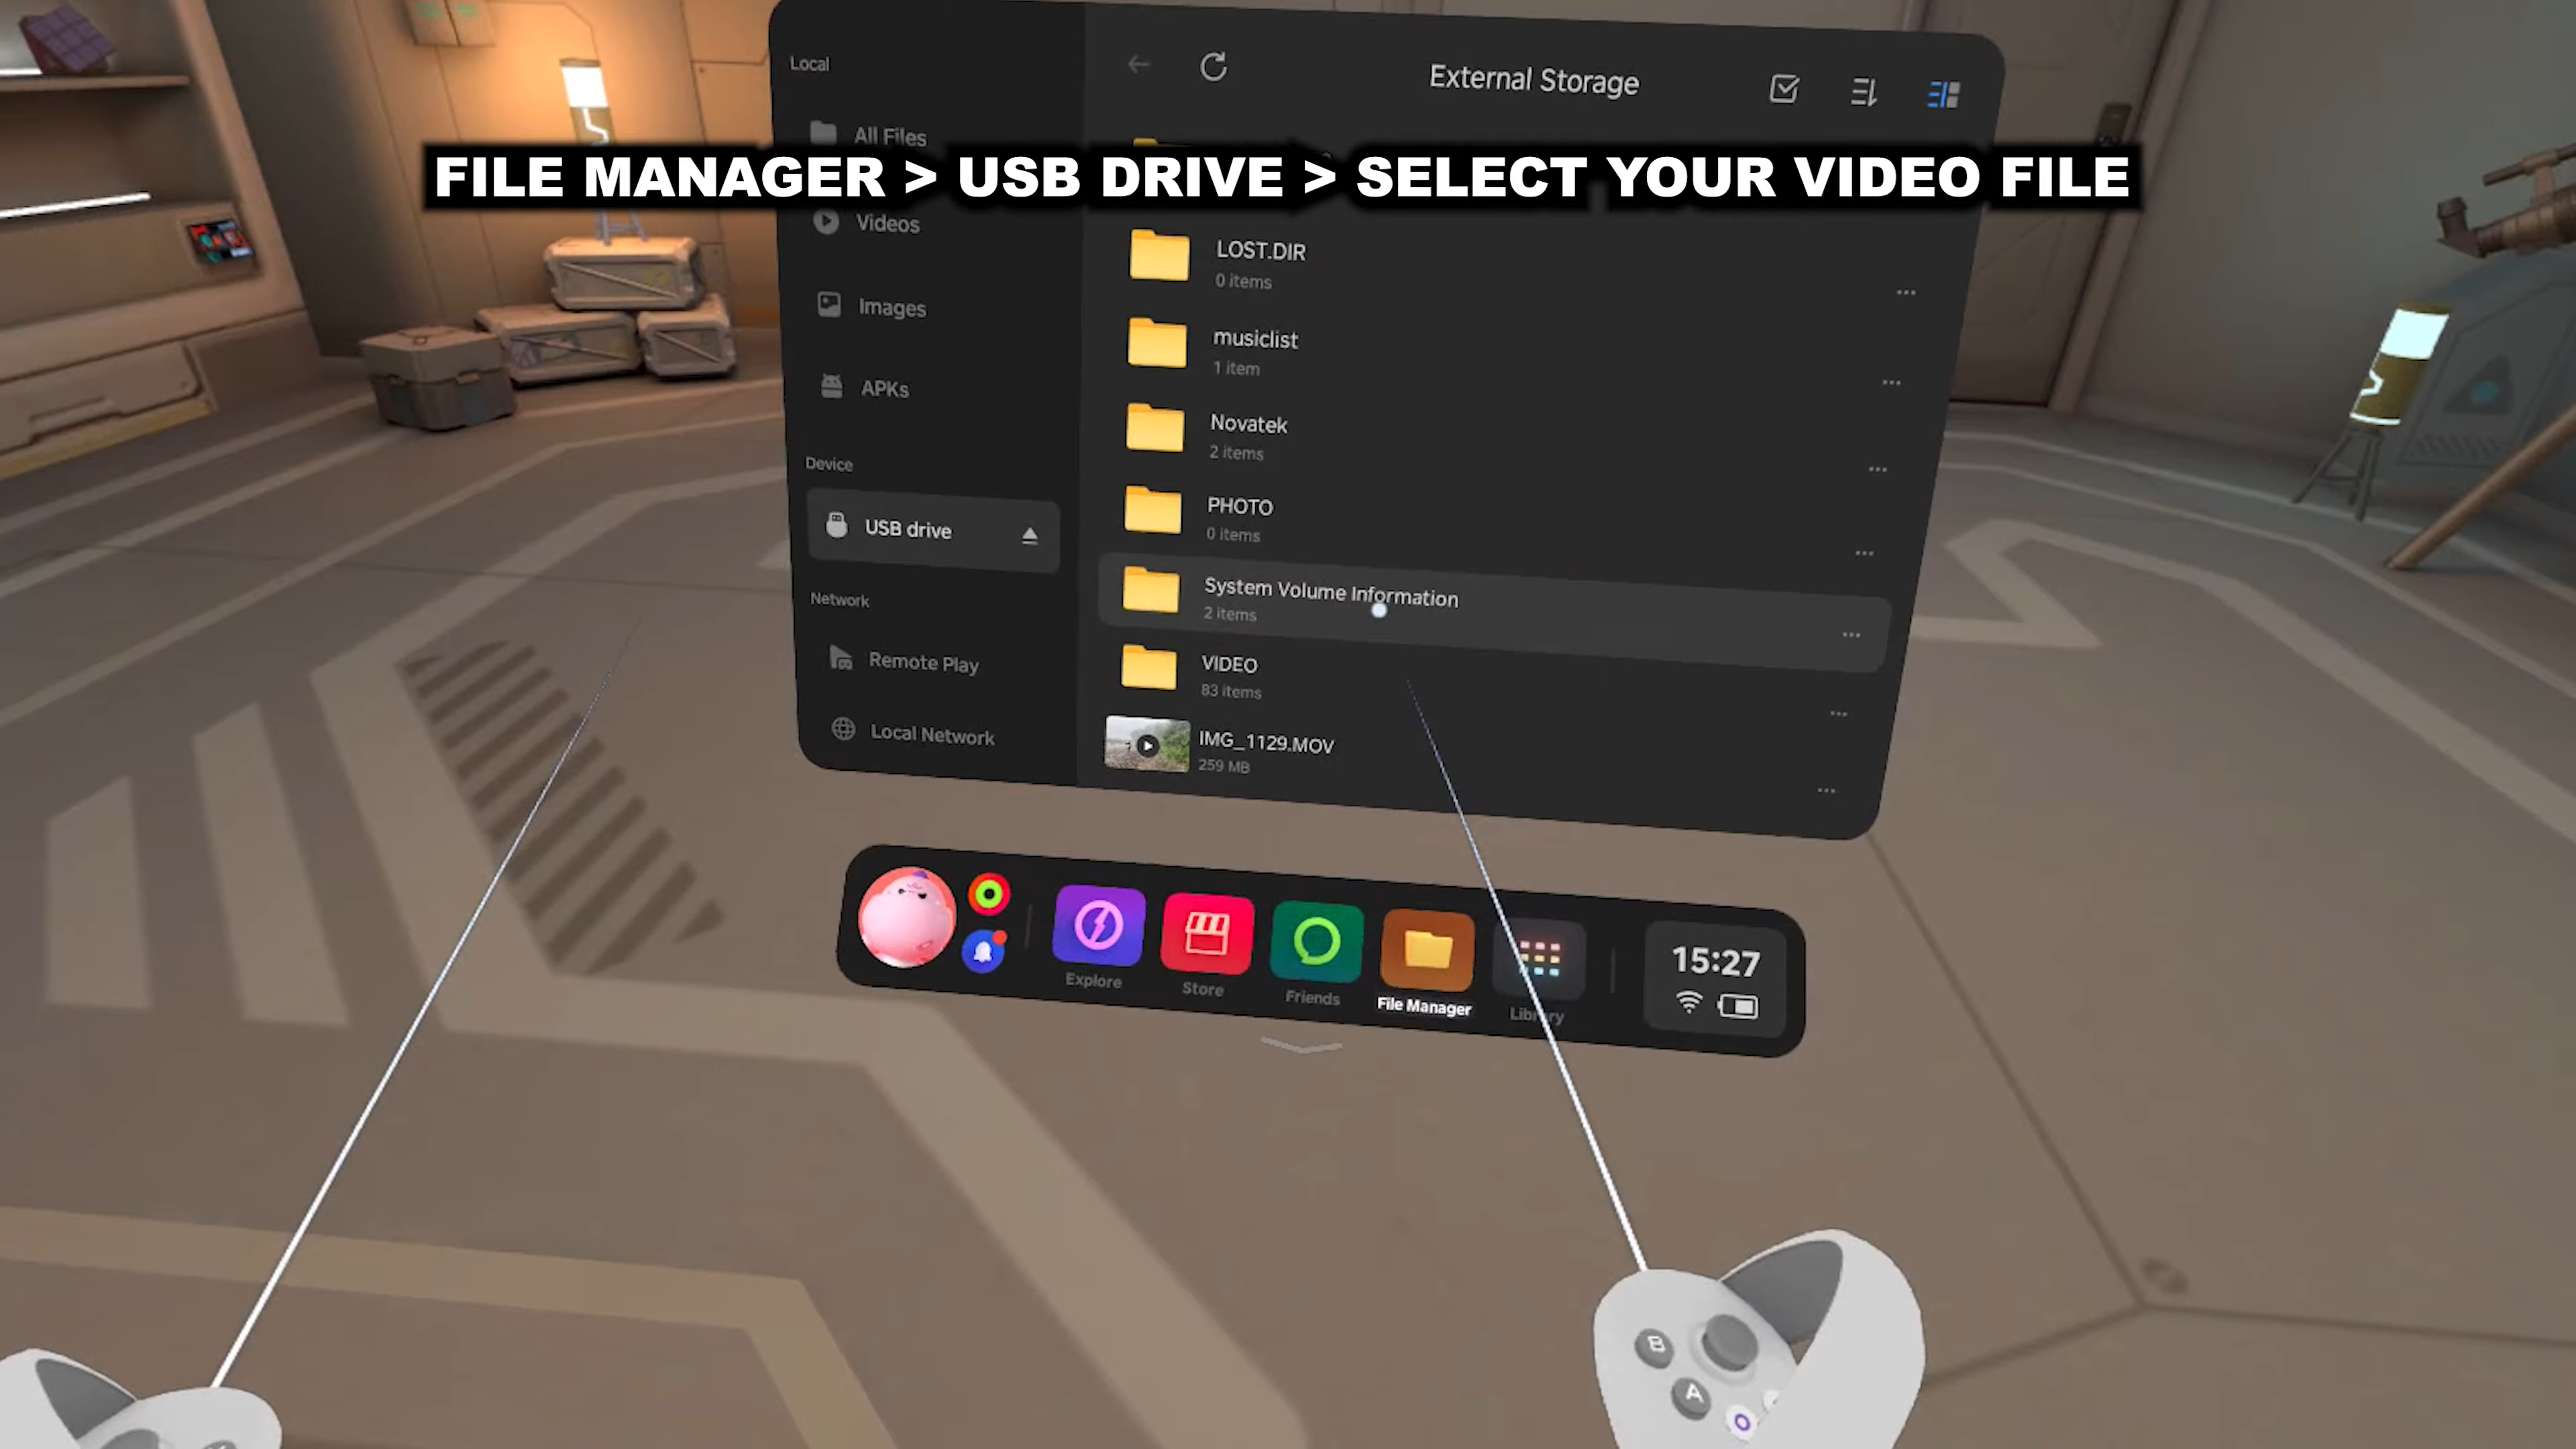 Local
External Storage
All Files
FILE MANAGER > USB DRIVE > SELECT YOUR VIDEO FILE
Videos
Images
APKs
Device
USB drive
Network
Remote Play
Local Network
LOST.DIR
0 items
musiclist
1 item
Novatek
2 items
PHOTO
0 items
System Volume Information
2 items
VIDEO
83 items
IMG_1129.MOV
259 MB
Explore
Store
Friends
File Manager
Library
15:27
B
A